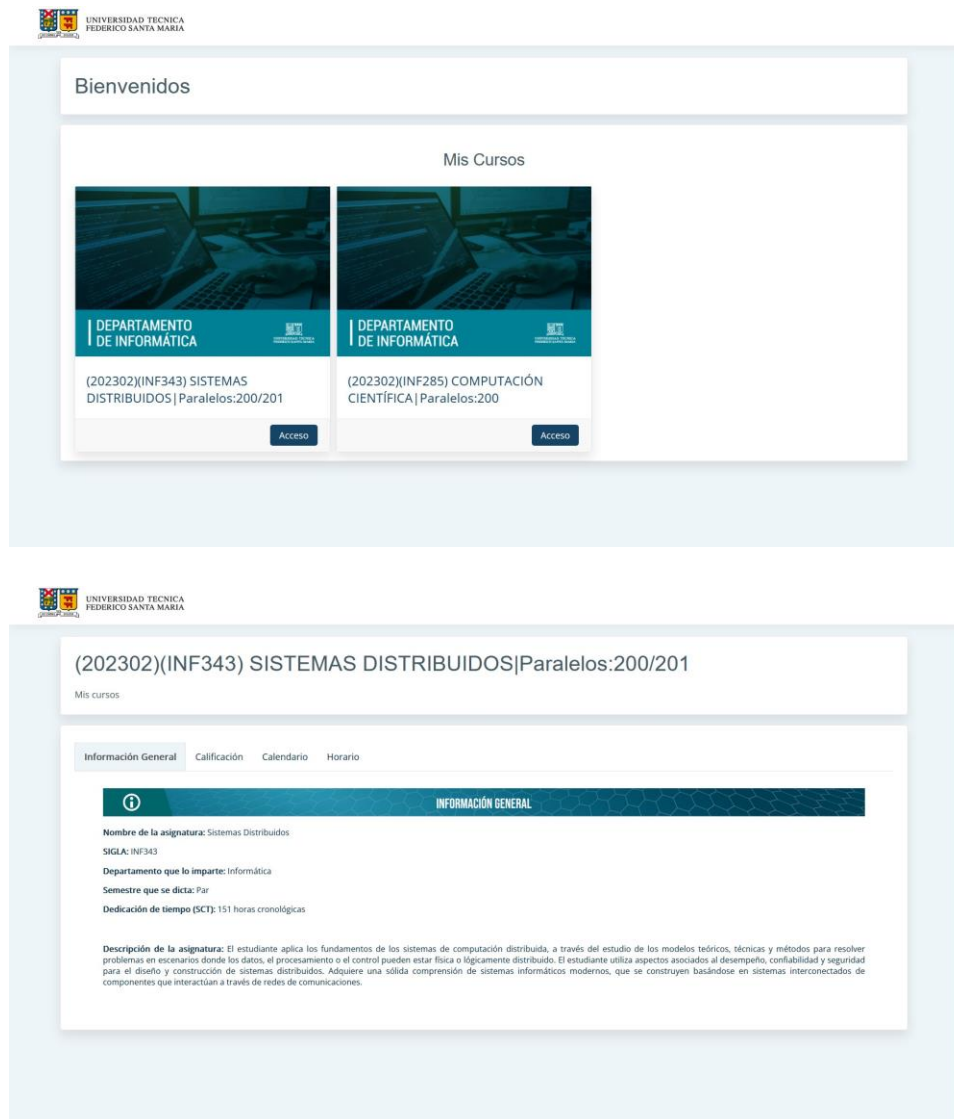 UNIVERSIDAD TECNICA
FEDERICO SANTA MARIA
Bienvenidos
Mis Cursos
DEPARTAMENTO
DE INFORMÁTICA
DEPARTAMENTO
DE INFORMÁTICA
(202302)(INF343) SISTEMAS
DISTRIBUIDOS|Paralelos:200/201
(202302)(INF285) COMPUTACIÓN
CIENTÍFICA|Paralelos:200
Acceso
Acceso
UNIVERSIDAD TECNICA
FEDERICO SANTA MARIA
(202302)(INF343) SISTEMAS DISTRIBUIDOS|Paralelos:200/201
Mis cursos
Información General Calificación Calendario Horario
INFORMACIÓN GENERAL
Nombre de la asignatura: Sistemas Distribuidos
SIGLA: INF343
Departamento que lo imparte: Informática
Semestre que se dicta: Par
Dedicación de tiempo (SCT): 151 horas cronológicas
Descripción de la asignatura: El estudiante aplica los fundamentos de los sistemas de computación distribuida, a través del estudio de los modelos teóricos, técnicas y métodos para resolver
problemas en escenarios donde los datos, el procesamiento o el control pueden estar física o lógicamente distribuido. El estudiante utiliza aspectos asociados al desempeño, confiabilidad y seguridad
para el diseño y construcción de sistemas distribuidos. Adquiere una sólida comprensión de sistemas informáticos modernos, que se construyen basándose en sistemas interconectados de
componentes que interactúan a través de redes de comunicaciones.